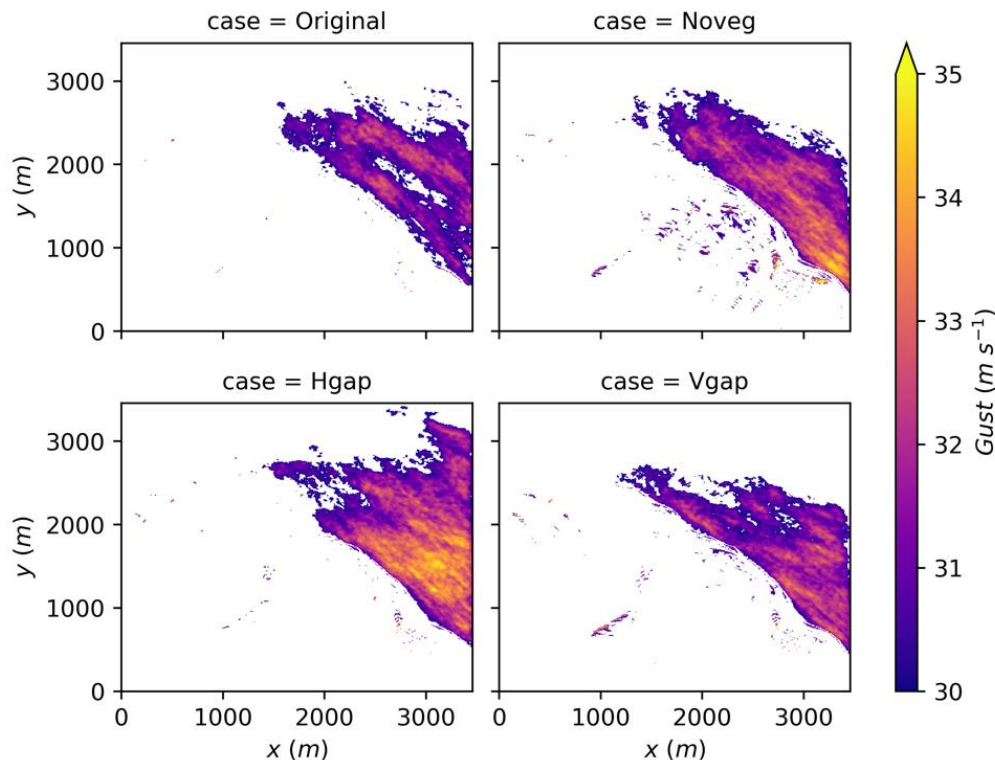 case = Original
case = Noveg
3000
2000
1000
0
y (m)
case = Hgap
case = Vgap
3000
2000
1000
0
y (m)
0 1000 2000 3000
x (m)
0 1000 2000 3000
x (m)
35
34
33
32
31
30
Gust (m s⁻¹)